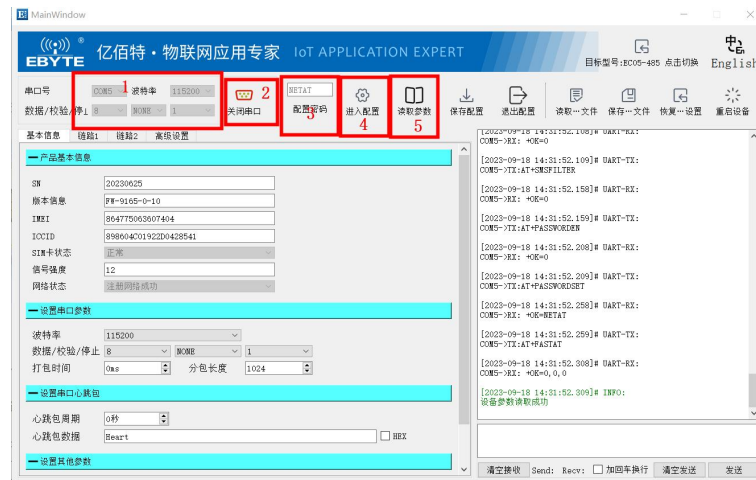 MainWindow
EBYTE 亿佰特·物联网应用专家 IoT APPLICATION EXPERT
中 En
目标型号:EC05-485 点击切换 English
串口号 COM5 1 波特率 115200
数据/校验/停止 8 NONE 1
2 关闭串口
NETAT
配置密码 3
进入配置 4
读取参数 5
保存配置 退出配置 读取…文件 保存…文件 恢复…设置 重启设备
基本信息 链路1 链路2 高级设置
产品基本信息
SN 20230625
版本信息 FW-9165-0-10
IMEI 864775063607404
ICCID 898604C01922D0428541
SIM卡状态 正常
信号强度 12
网络状态 注册网络成功
设置串口参数
波特率 115200
数据/校验/停止 8 NONE 1
打包时间 0ms 分包长度 1024
设置串口心跳包
心跳包周期 0秒
心跳包数据 Heart HEX
设置其他参数
[2023-09-18 14:31:52.108]# UART-RX:
COM5->RX: +OK=0
[2023-09-18 14:31:52.109]# UART-TX:
COM5->TX:AT+SMSFILTER
[2023-09-18 14:31:52.158]# UART-RX:
COM5->RX: +OK=0
[2023-09-18 14:31:52.159]# UART-TX:
COM5->TX:AT+PASSWORDEN
[2023-09-18 14:31:52.208]# UART-RX:
COM5->RX: +OK=0
[2023-09-18 14:31:52.209]# UART-TX:
COM5->TX:AT+PASSWORDSET
[2023-09-18 14:31:52.258]# UART-RX:
COM5->RX: +OK=NETAT
[2023-09-18 14:31:52.259]# UART-TX:
COM5->TX:AT+FASTAT
[2023-09-18 14:31:52.308]# UART-RX:
COM5->RX: +OK=0,0,0
[2023-09-18 14:31:52.309]# INFO:
设备参数读取成功
清空接收 Send: Recv: 加回车换行 清空发送 发送